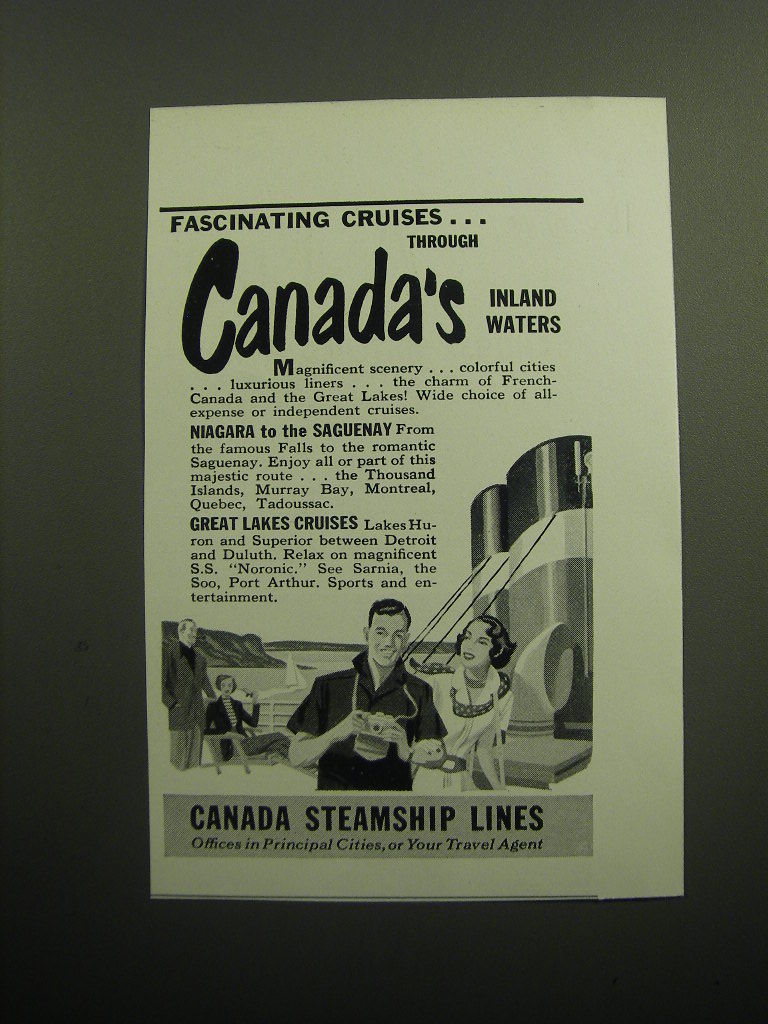 FASCINATING CRUISES . . .
THROUGH
Canada's
INLAND
WATERS
Magnificent scenery . . . colorful cities
. . . luxurious liners . . . the charm of French-
Canada and the Great Lakes! Wide choice of all-
expense or independent cruises.
NIAGARA to the SAGUENAY From
the famous Falls to the romantic
Saguenay. Enjoy all or part of this
majestic route . . . the Thousand
Islands, Murray Bay, Montreal,
Quebec, Tadoussac.
GREAT LAKES CRUISES Lakes Hu-
ron and Superior between Detroit
and Duluth. Relax on magnificent
S.S. "Noronic." See Sarnia, the
Soo, Port Arthur. Sports and en-
tertainment.
CANADA STEAMSHIP LINES
Offices in Principal Cities, or Your Travel Agent